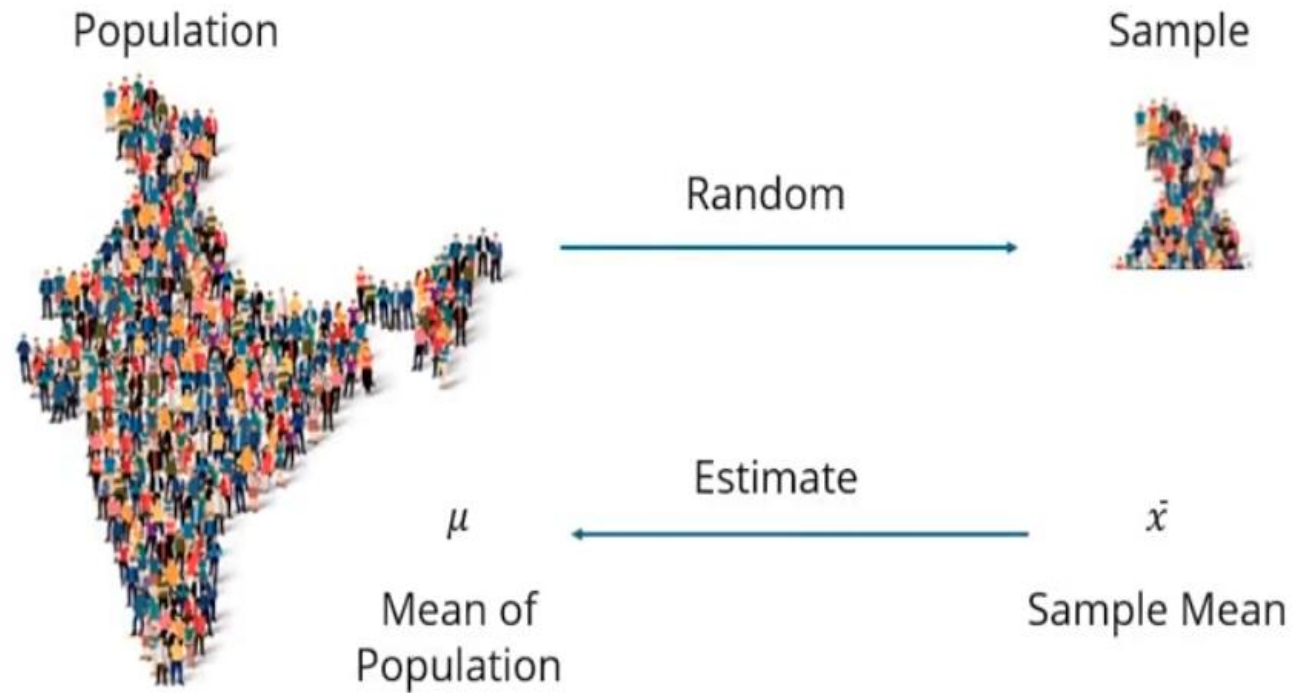 Population
Sample
Random
Estimate
μ
x̄
Mean of
Population
Sample Mean